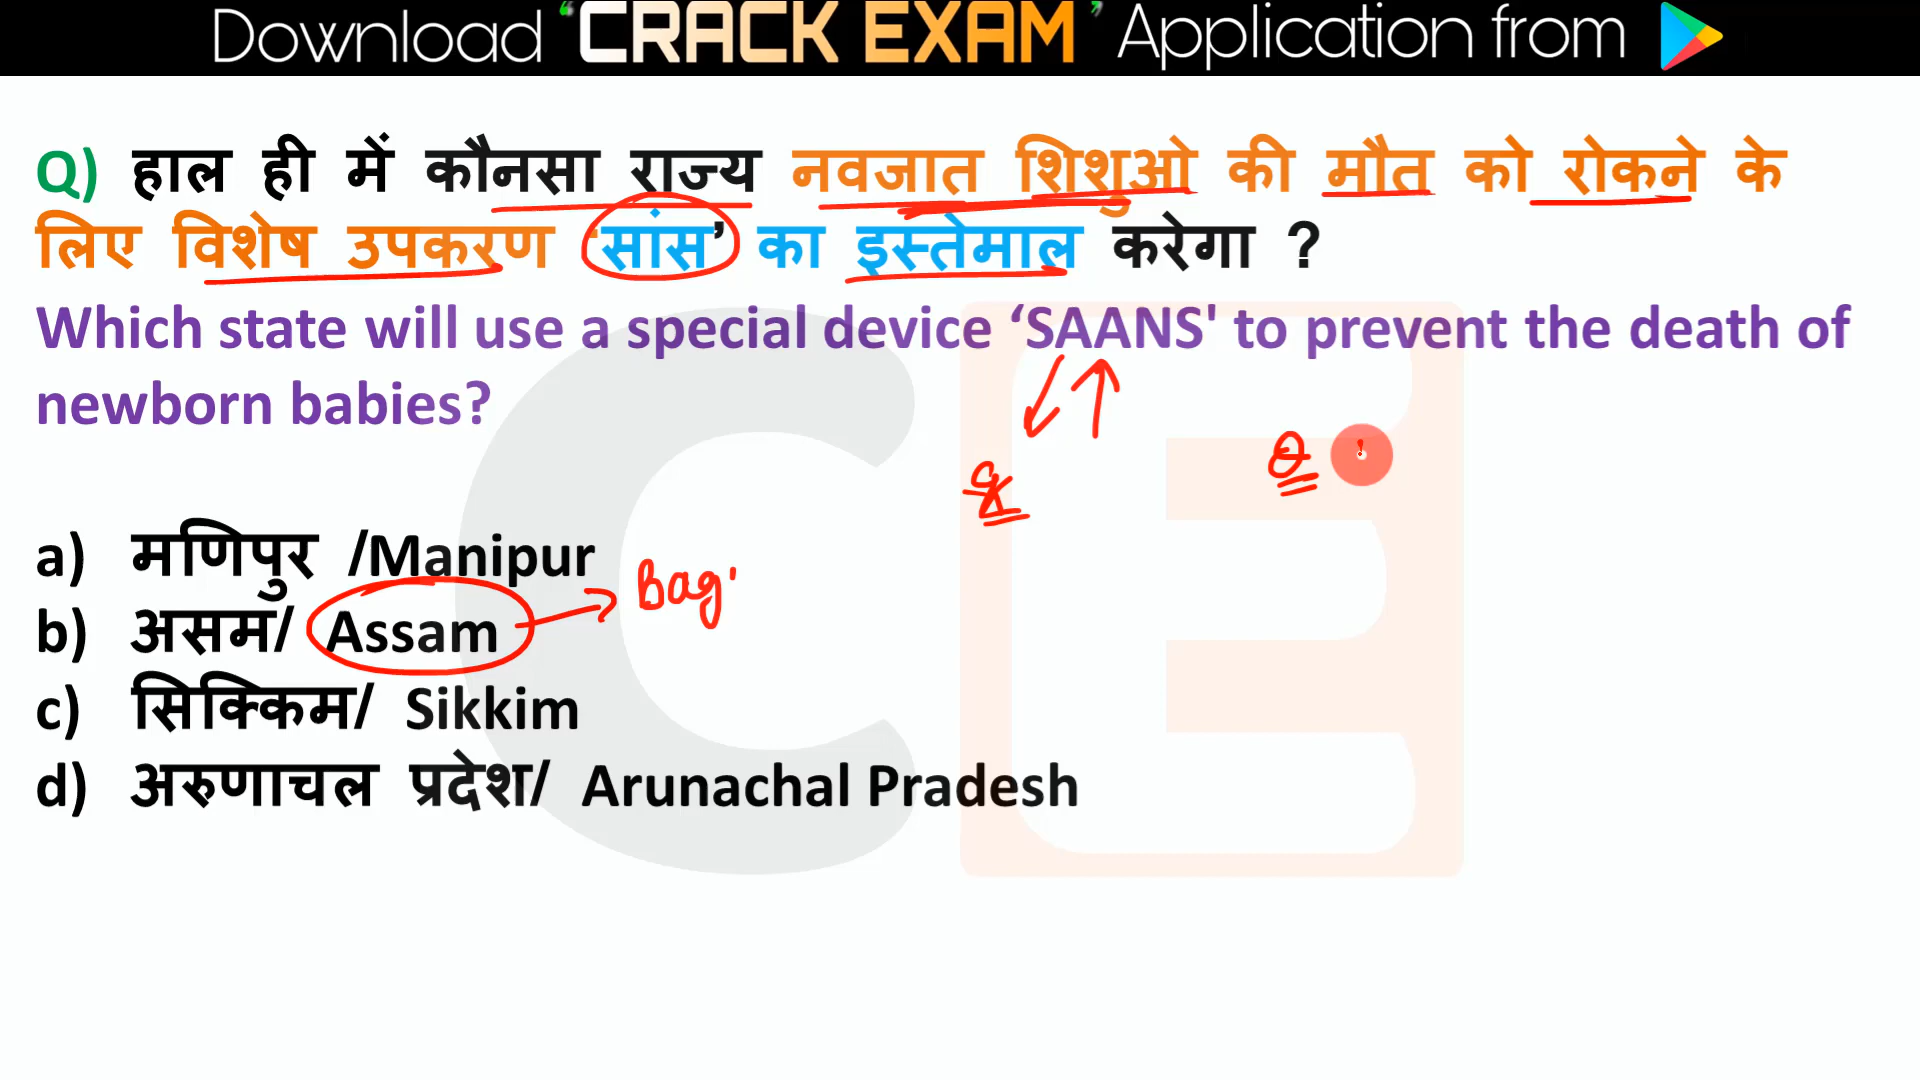 Download ‘CRACK EXAM’ Application from
Q) हाल ही में कौनसा राज्य नवजात शिशुओ की मौत को रोकने के
लिए विशेष उपकरण ‘सांस’ का इस्तेमाल करेगा ?
Which state will use a special device ‘SAANS' to prevent the death of
newborn babies?
a) मणिपुर /Manipur
b) असम/ Assam
Bag
c) सिक्किम/ Sikkim
d) अरुणाचल प्रदेश/ Arunachal Pradesh
CE